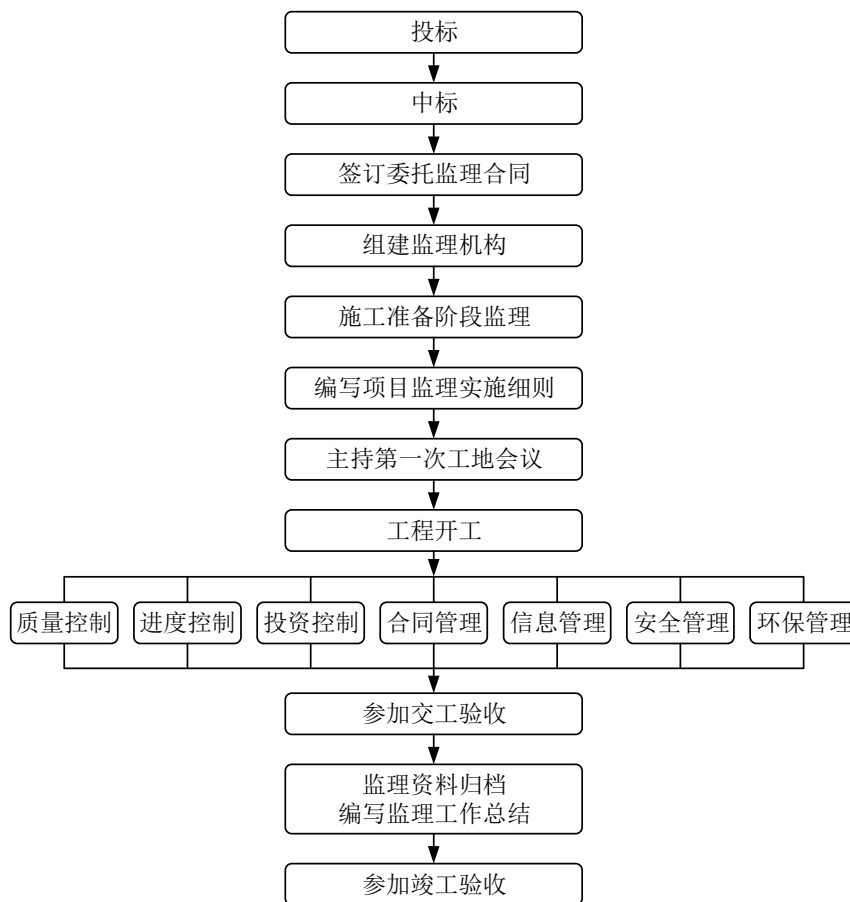 投标
中标
签订委托监理合同
组建监理机构
施工准备阶段监理
编写项目监理实施细则
主持第一次工地会议
工程开工
质量控制
进度控制
投资控制
合同管理
信息管理
安全管理
环保管理
参加交工验收
监理资料归档
编写监理工作总结
参加竣工验收